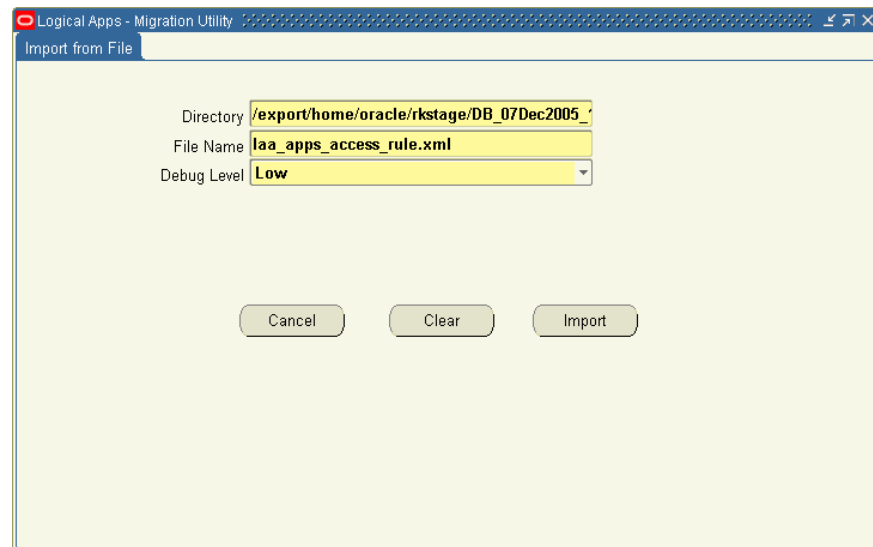 Logical Apps - Migration Utility
Import from File
Directory /export/home/oracle/rkstage/DB_07Dec2005_
File Name laa_apps_access_rule.xml
Debug Level Low
Cancel Clear Import